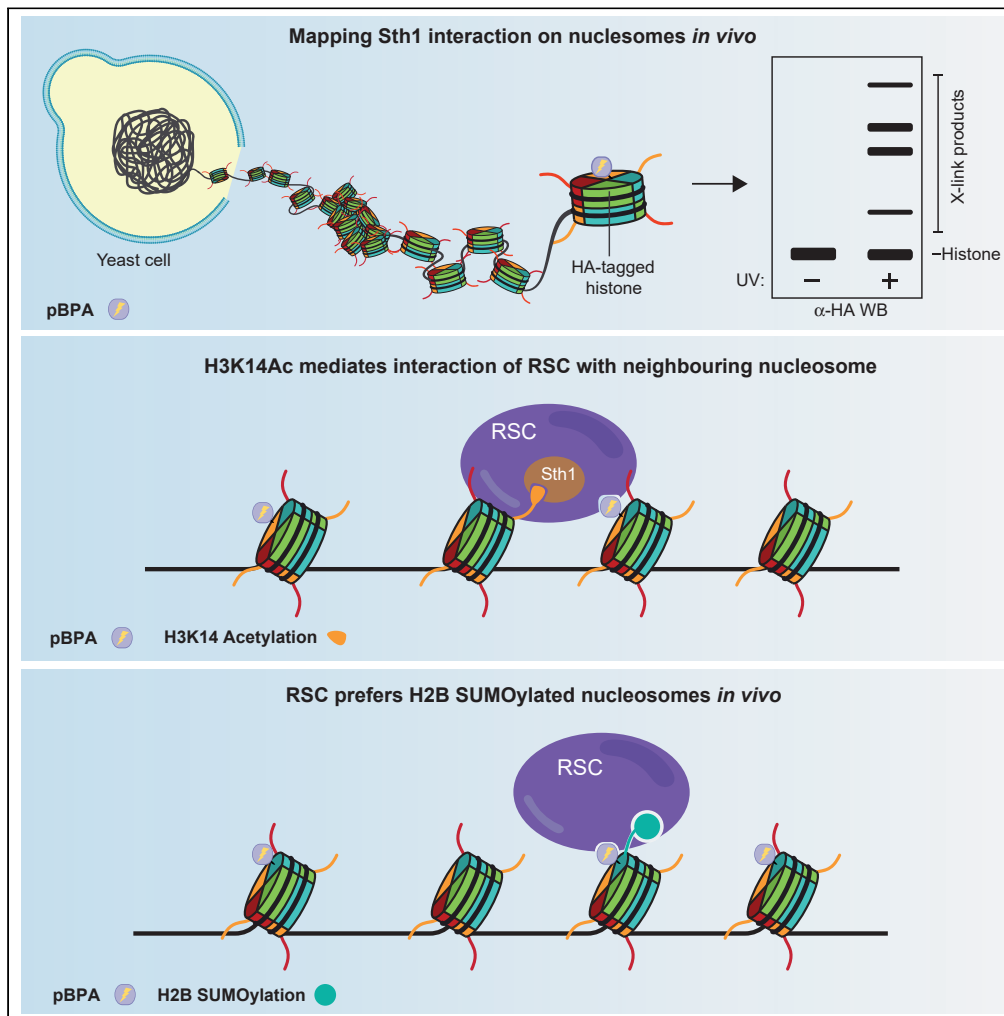 Mapping Sth1 interaction on nuclesomes in vivo
Yeast cell
HA-tagged
histone
X-link products
Histone
UV: − +
α-HA WB
pBPA
H3K14Ac mediates interaction of RSC with neighbouring nucleosome
RSC
Sth1
pBPA H3K14 Acetylation
RSC prefers H2B SUMOylated nucleosomes in vivo
RSC
pBPA H2B SUMOylation